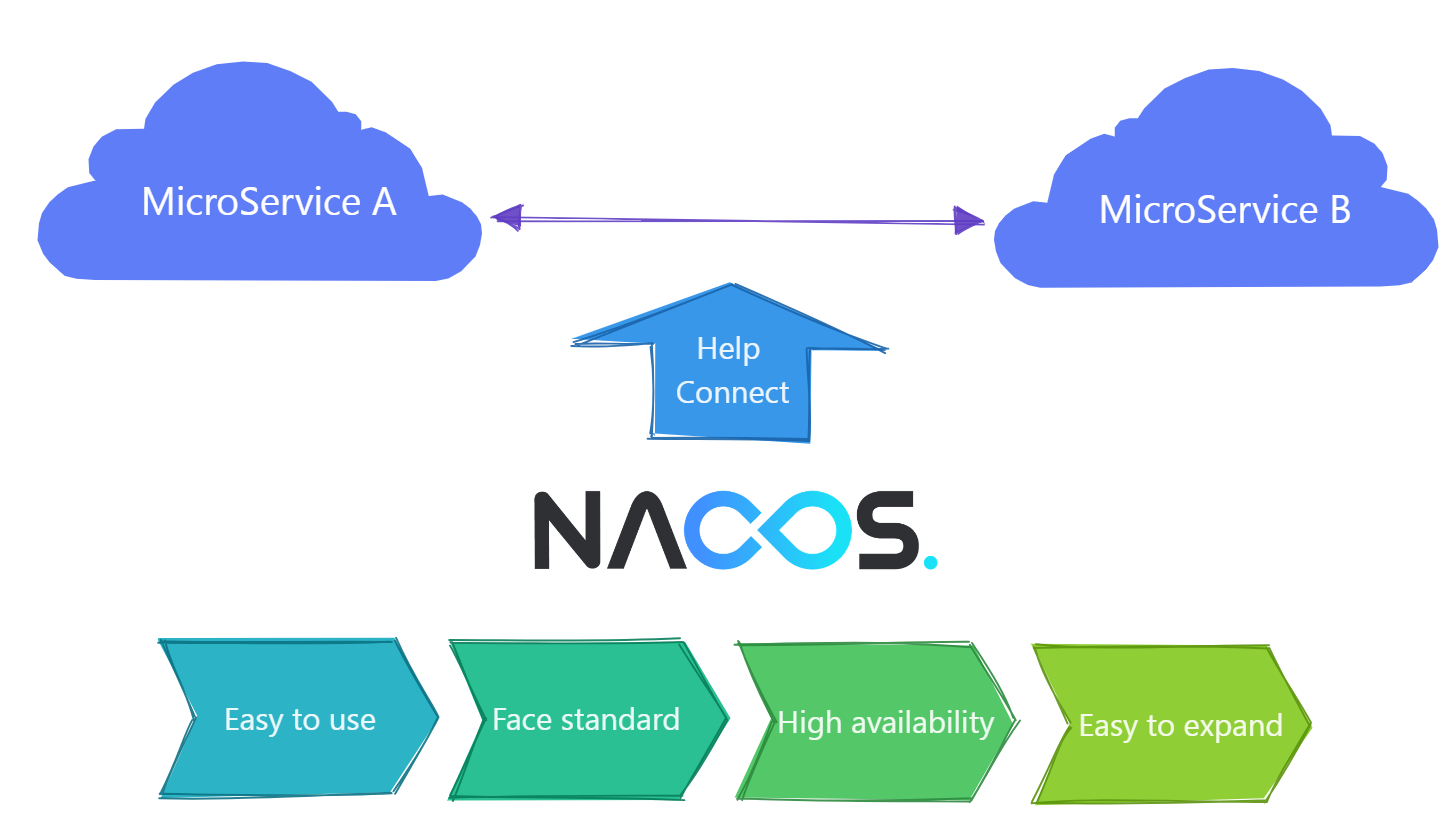 MicroService A
MicroService B
Help
Connect
NACOS.
Easy to use
Face standard
High availability
Easy to expand